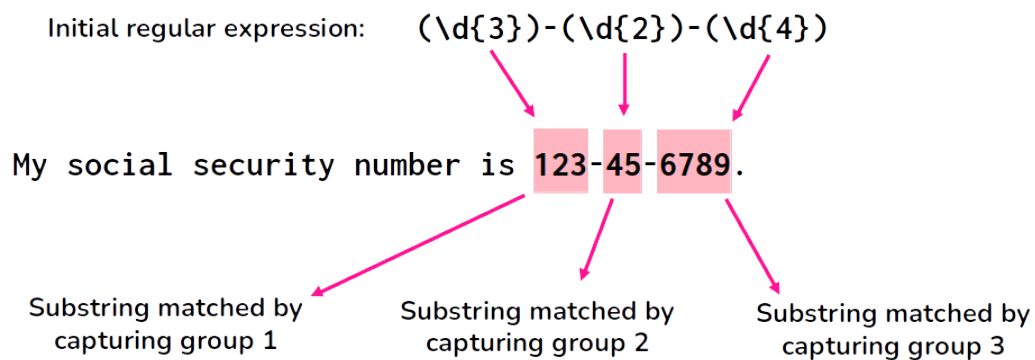 Initial regular expression: (\d{3})-(\d{2})-(\d{4})
My social security number is 123-45-6789.
Substring matched by
capturing group 1
Substring matched by
capturing group 2
Substring matched by
capturing group 3